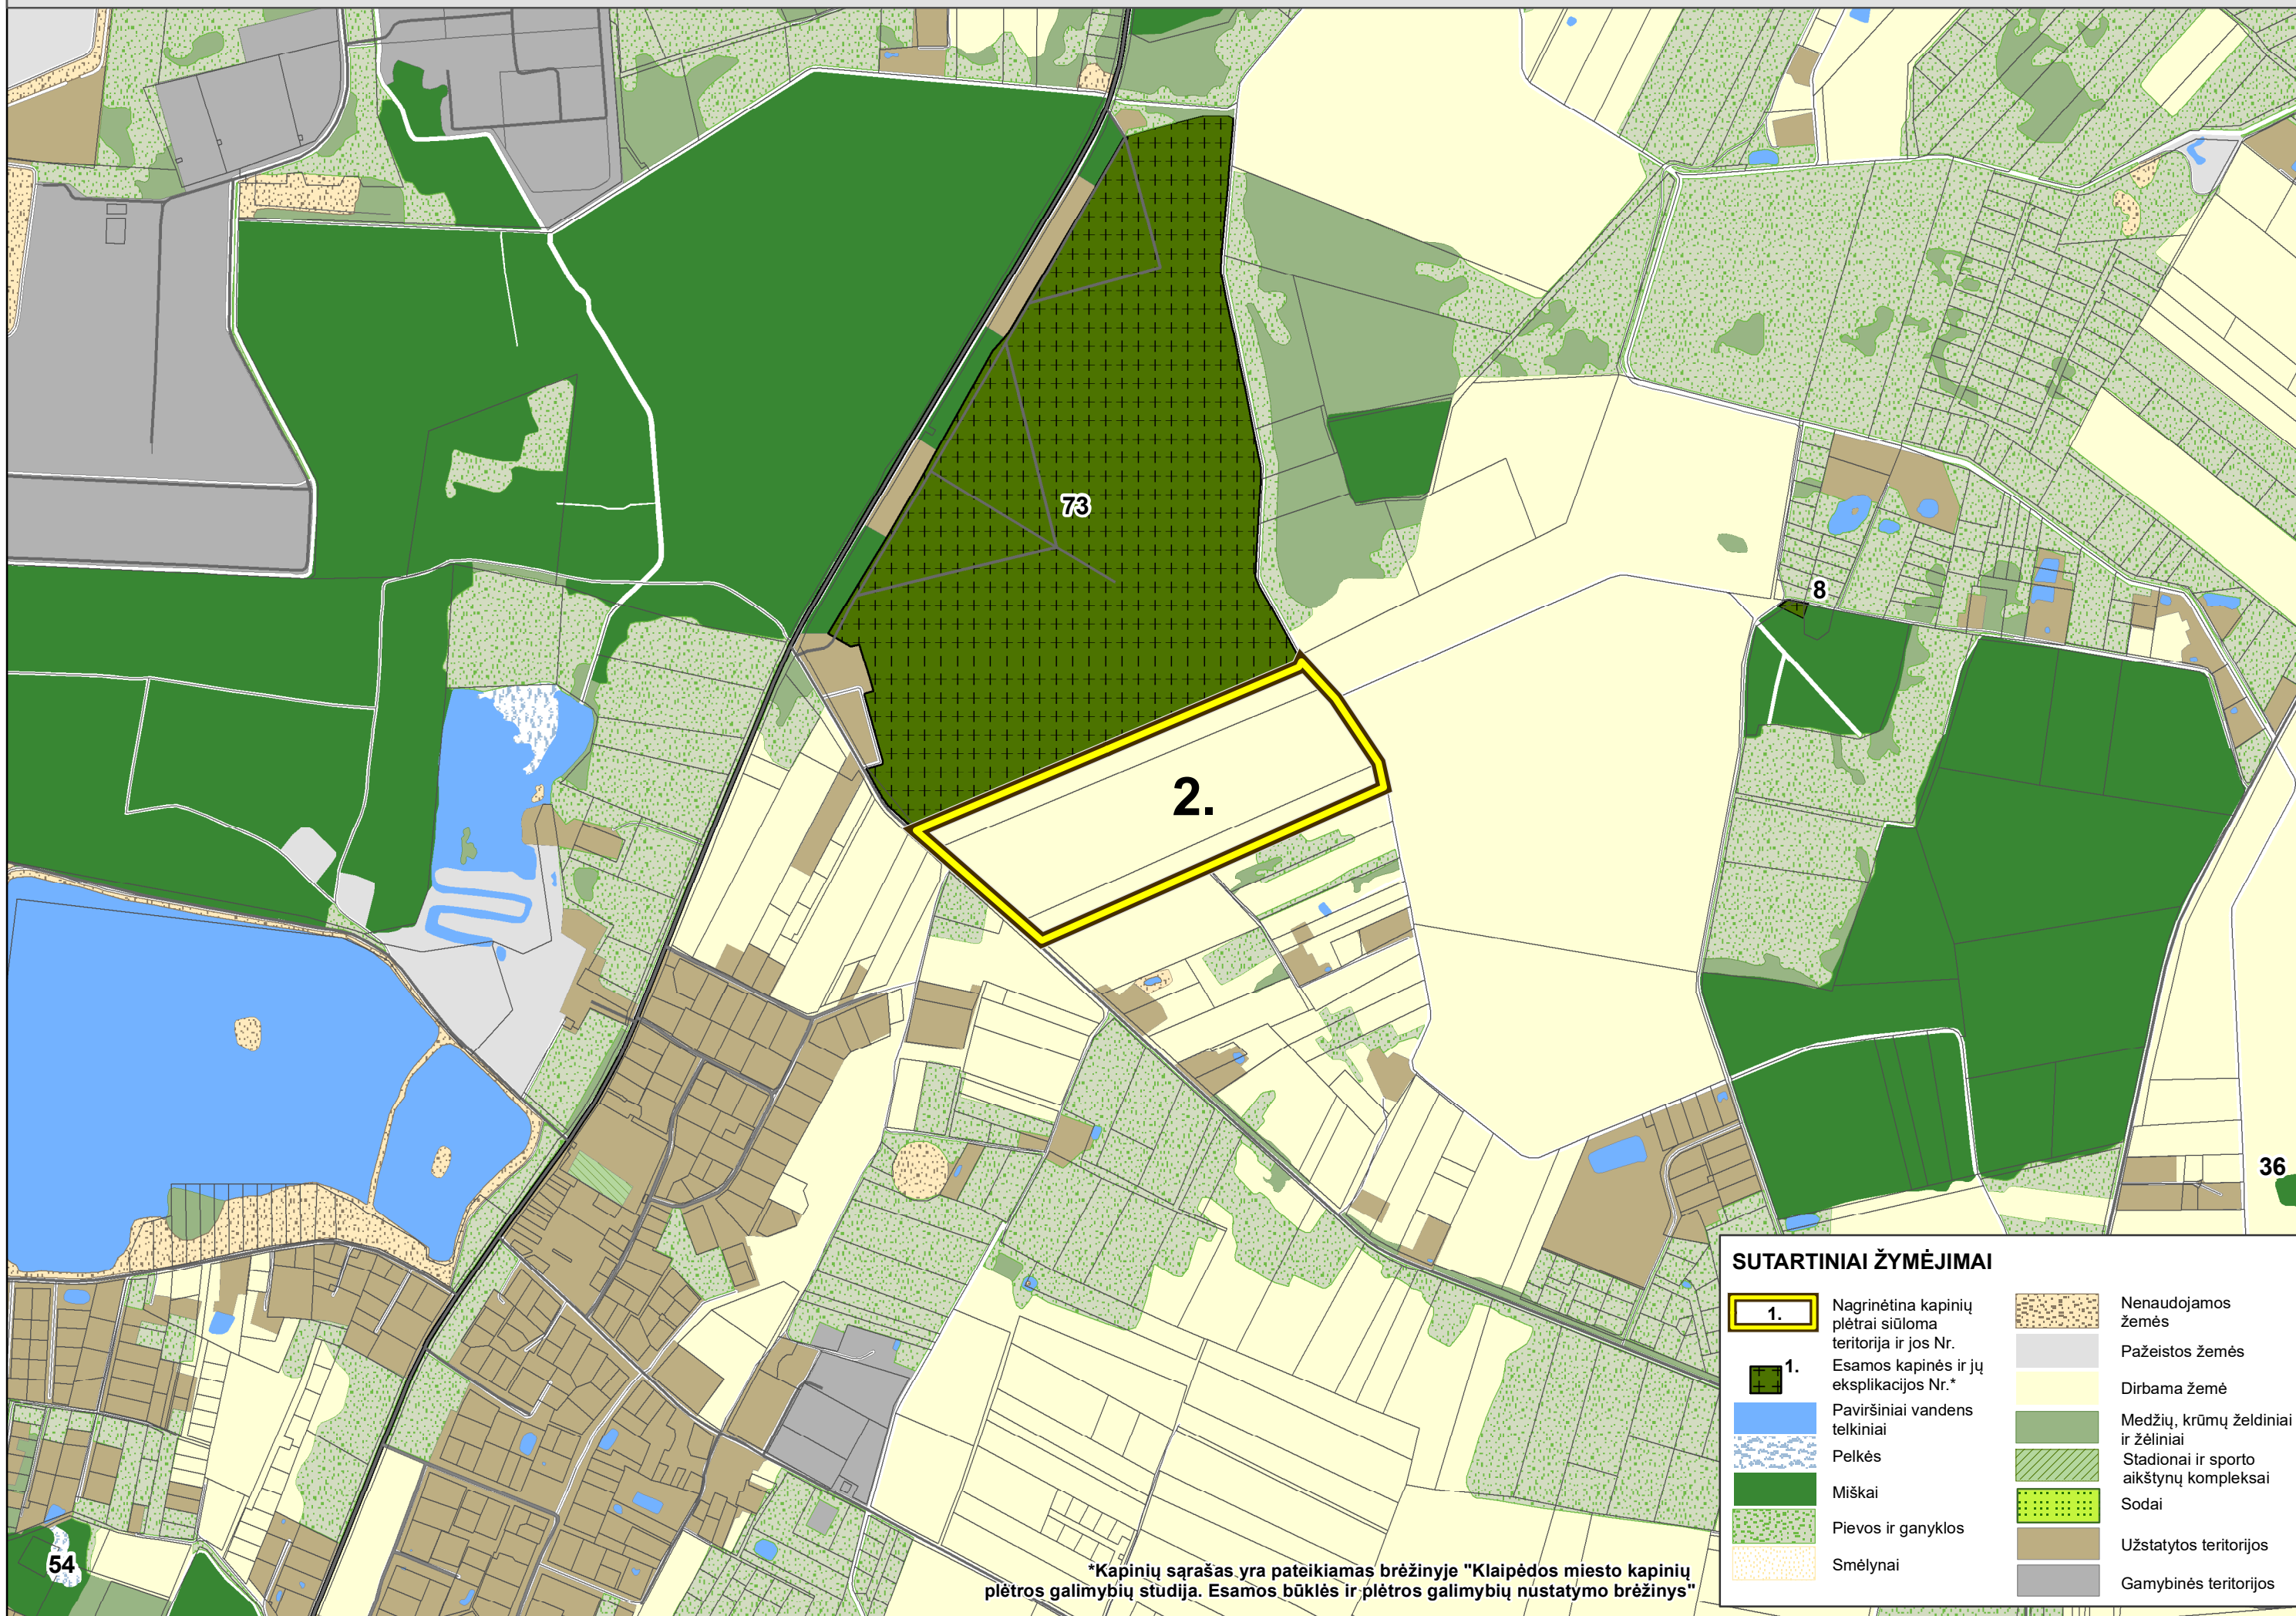 73
8
2.
36
54
SUTARTINIAI ŽYMĖJIMAI
1.
Nagrinėtina kapinių
plėtrai siūloma
teritorija ir jos Nr.
1.
Esamos kapinės ir jų
eksplikacijos Nr.*
Paviršiniai vandens
telkiniai
Pelkės
Miškai
Pievos ir ganyklos
Smėlynai
Nenaudojamos
žemės
Pažeistos žemės
Dirbama žemė
Medžių, krūmų želdiniai
ir žėliniai
Stadionai ir sporto
aikštynų kompleksai
Sodai
Užstatytos teritorijos
Gamybinės teritorijos
*Kapinių sąrašas yra pateikiamas brėžinyje "Klaipėdos miesto kapinių
plėtros galimybių studija. Esamos būklės ir plėtros galimybių nustatymo brėžinys"